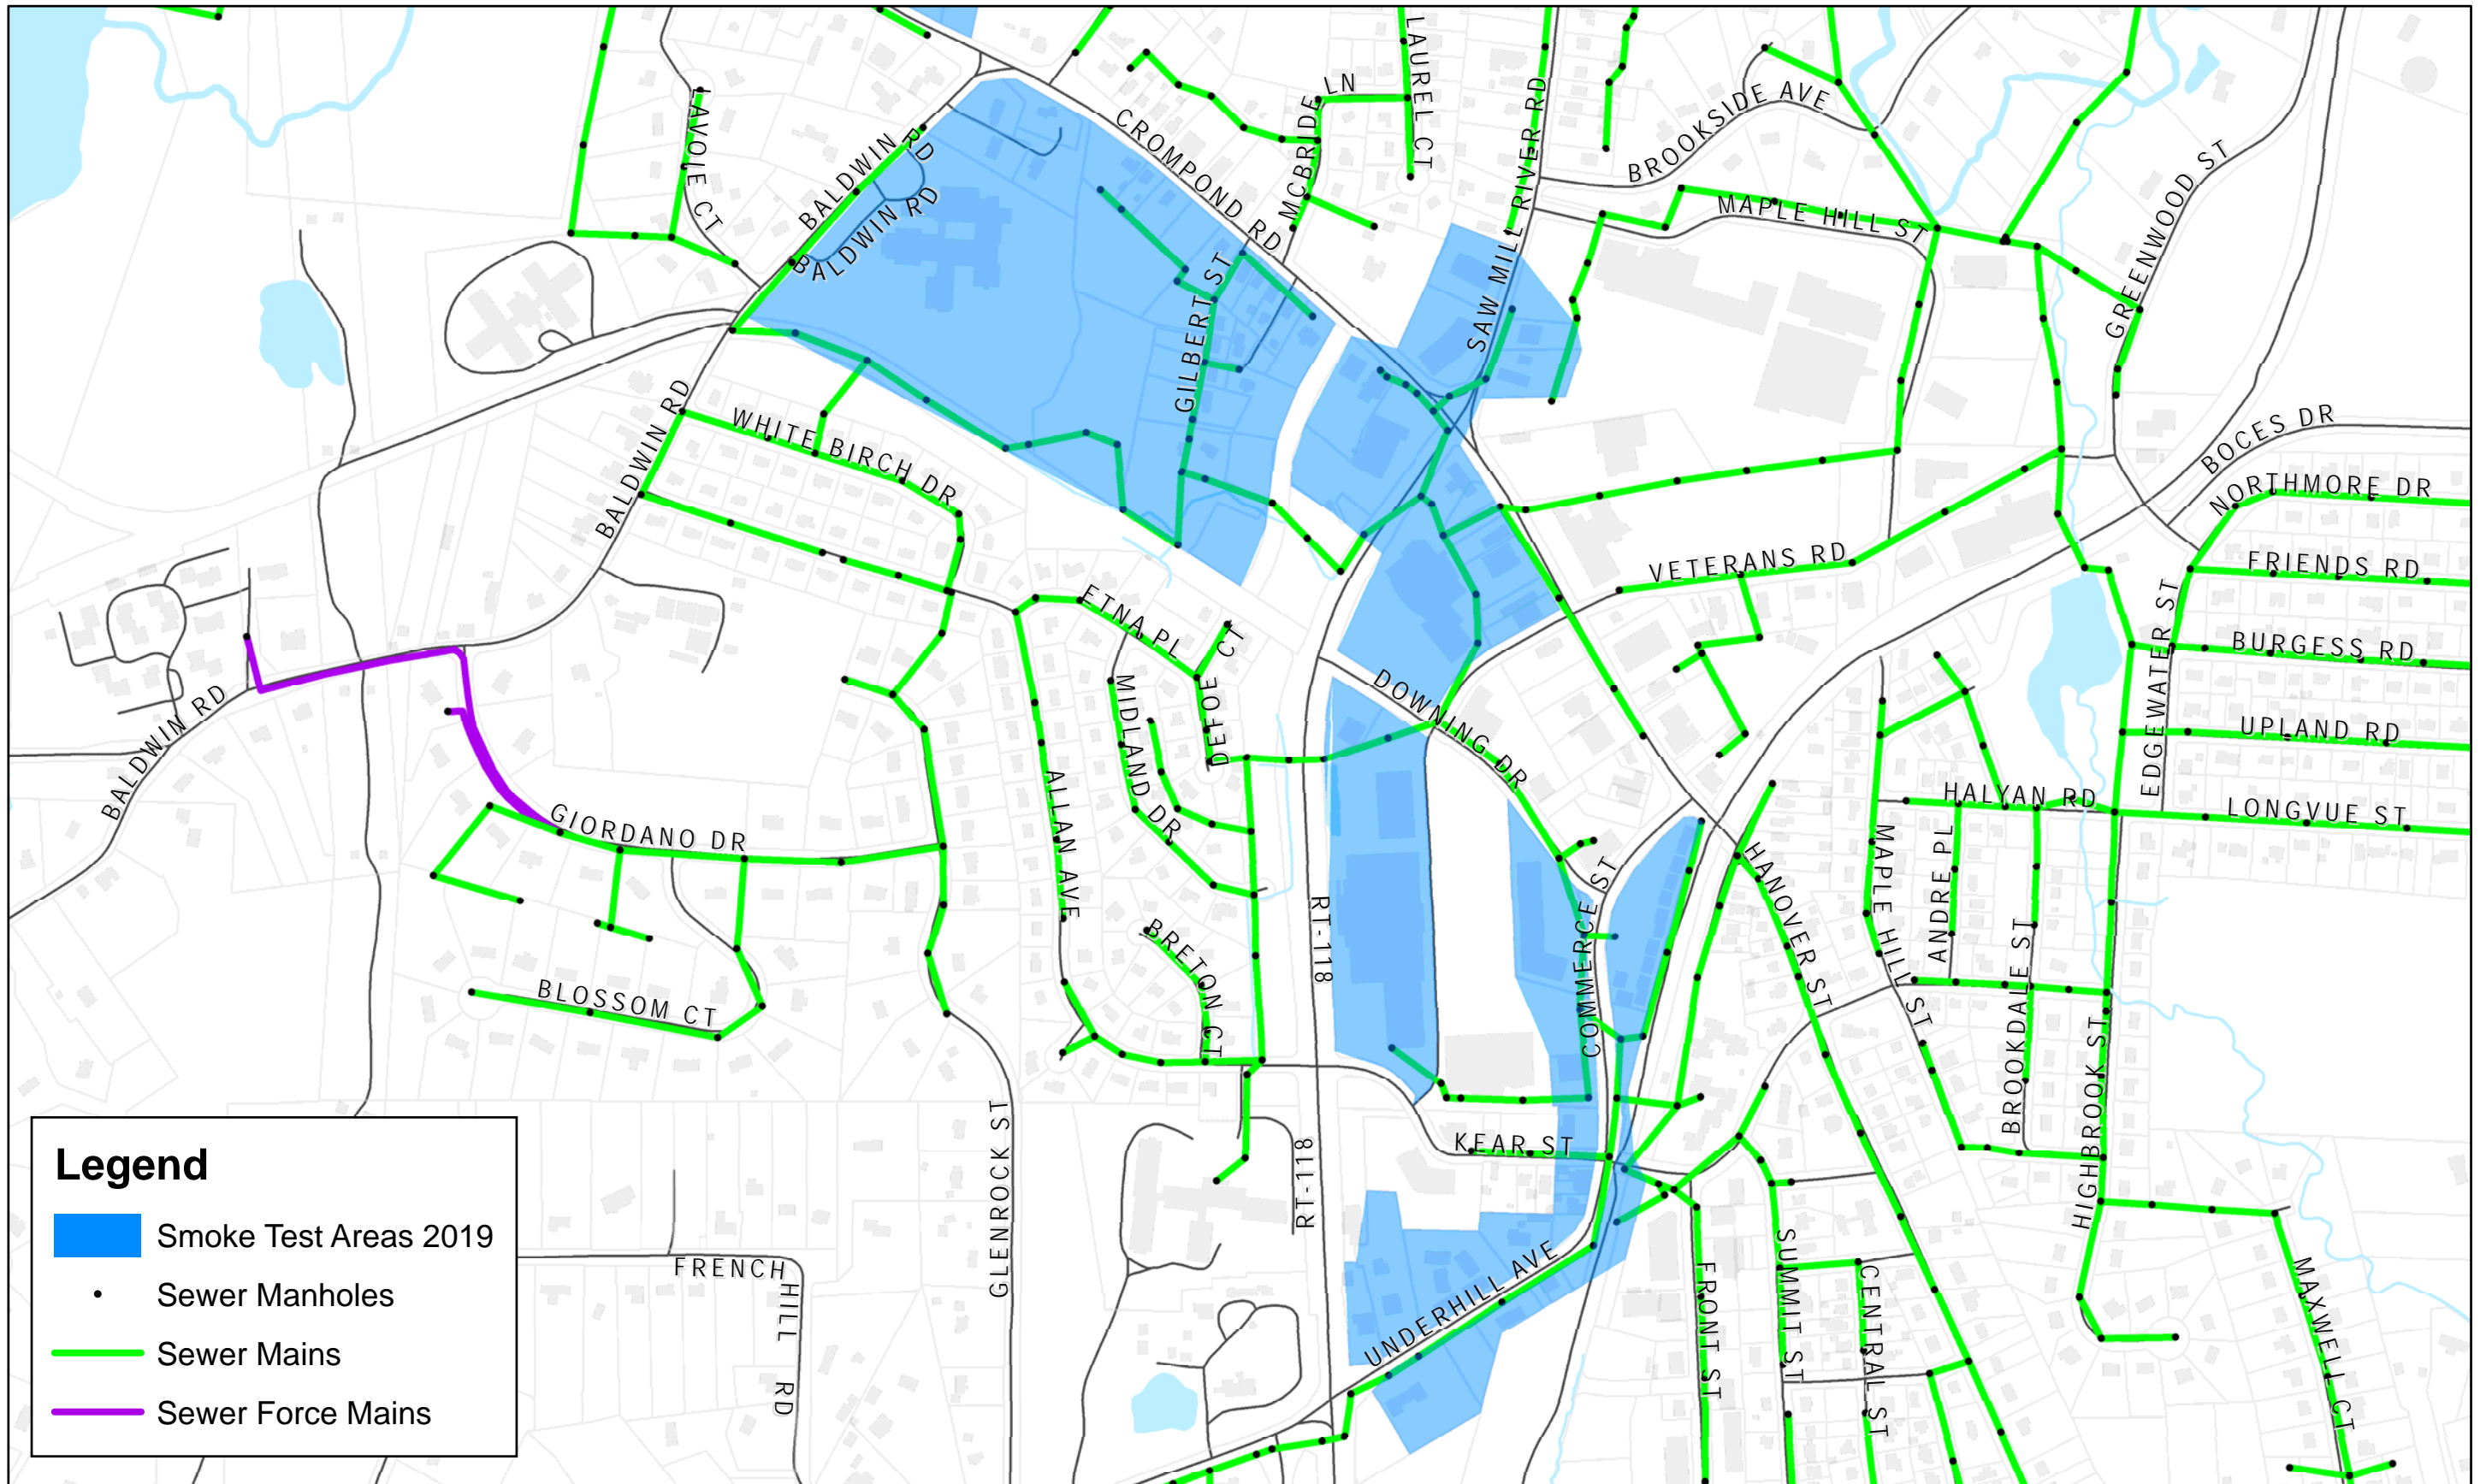 LAUREL CT
LN
MCBRIDE
LAVOIE CT
BALDWIN RD
BALDWIN RD
CROMPOND RD
SAW MILL RIVER RD
BROOKSIDE AVE
MAPLE HILL ST
GREENWOOD ST
GILBERT ST
BALDWIN RD
WHITE BIRCH DR
BOCES DR
NORTHMORE DR
VETERANS RD
FRIENDS RD
ETNA PL
BURGESS RD
DEFOE CT
EDGEWATER ST
BALDWIN RD
MIDLAND DR
DOWNING DR
UPLAND RD
ALLAN AVE
HALYAN RD
LONGVUE ST
GIORDANO DR
MAPLE HILL ST
ANDRE PL
HANOVER ST
COMMERCE ST
RT-118
BRETON CT
BROOKDALE ST
BLOSSOM CT
BROOKDALE ST
HIGHBROOK ST
GLENROCK ST
KEAR ST
RT-118
FRENCH HILL RD
UNDERHILL AVE
FRONT ST
SUMMIT ST
CENTRAL ST
MAXWELL CT
Legend
Smoke Test Areas 2019
Sewer Manholes
Sewer Mains
Sewer Force Mains